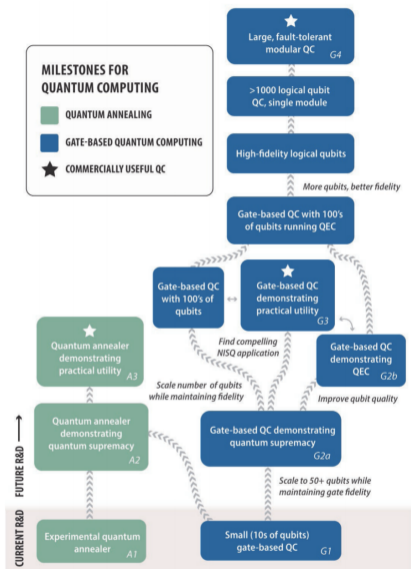 Large, fault-tolerant
modular QC
G4
MILESTONES FOR
QUANTUM COMPUTING
QUANTUM ANNEALING
GATE-BASED QUANTUM COMPUTING
COMMERCIALLY USEFUL QC
>1000 logical qubit
QC, single module
High-fidelity logical qubits
More qubits, better fidelity
Gate-based QC with 100's
of qubits running QEC
Gate-based QC
with 100's of
qubits
Gate-based QC
demonstrating
practical utility
G3
Find compelling
NISQ application
Gate-based QC
demonstrating
QEC
G2b
Quantum annealer
demonstrating
practical utility
A3
Scale number of qubits
while maintaining fidelity
Improve qubit quality
Quantum annealer
demonstrating
quantum supremacy
A2
Gate-based QC demonstrating
quantum supremacy
G2a
FUTURE R&D
Scale to 50+ qubits while
maintaining gate fidelity
CURRENT R&D
Experimental quantum
annealer
A1
Small (10s of qubits)
gate-based QC
G1